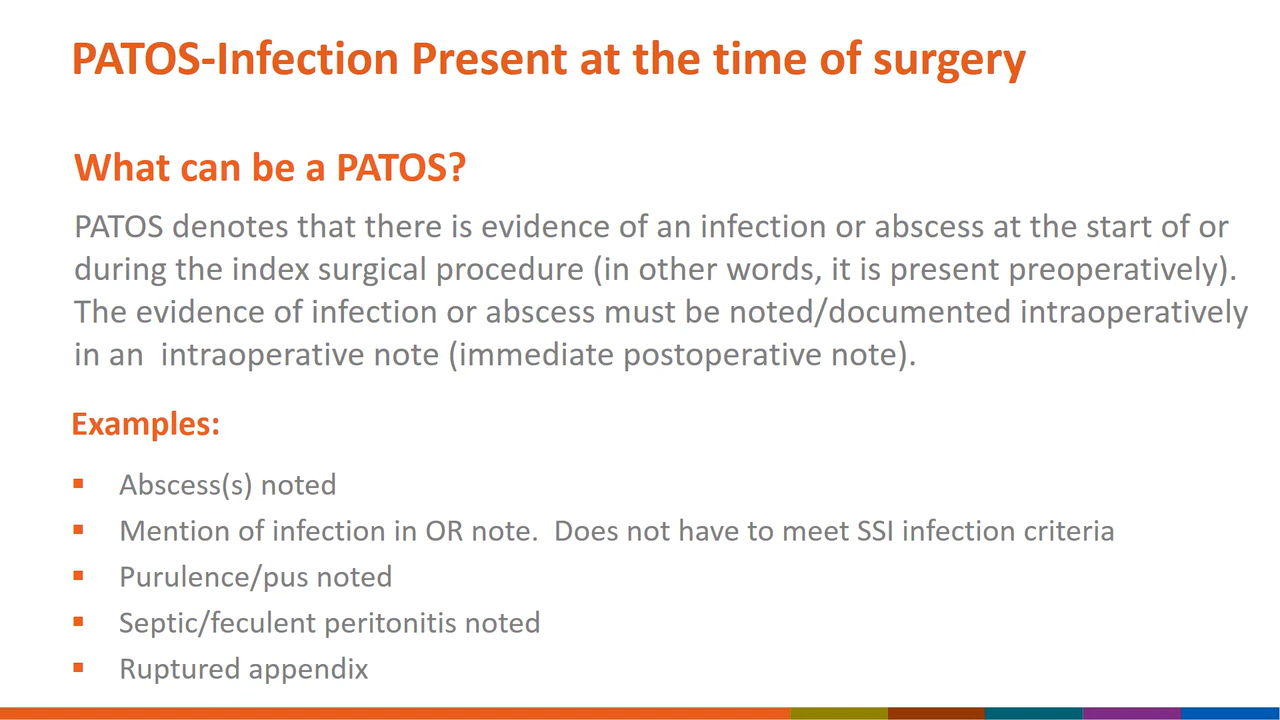 PATOS-Infection Present at the time of surgery
What can be a PATOS?
PATOS denotes that there is evidence of an infection or abscess at the start of or
during the index surgical procedure (in other words, it is present preoperatively).
The evidence of infection or abscess must be noted/documented intraoperatively
in an  intraoperative note (immediate postoperative note).
Examples:
▪ Abscess(s) noted
▪ Mention of infection in OR note.  Does not have to meet SSI infection criteria
▪ Purulence/pus noted
▪ Septic/feculent peritonitis noted
▪ Ruptured appendix